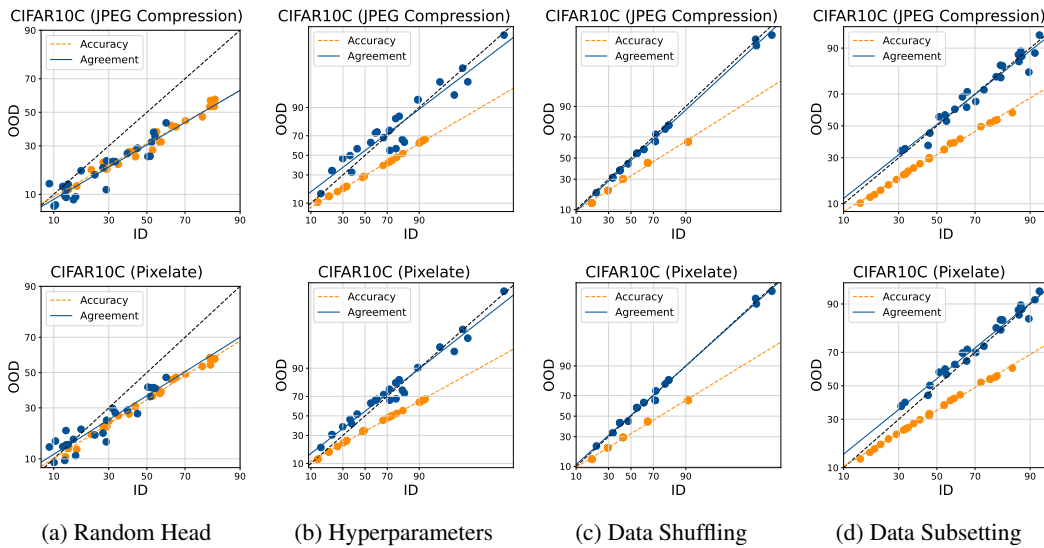 CIFAR10C (JPEG Compression)
Accuracy
Agreement
OOD
90
70
50
30
10
10 30 50 70 90
ID
CIFAR10C (JPEG Compression)
Accuracy
Agreement
OOD
90
70
50
30
10
10 30 50 70 90
ID
CIFAR10C (JPEG Compression)
Accuracy
Agreement
OOD
90
70
50
30
10
10 30 50 70 90
ID
CIFAR10C (JPEG Compression)
Accuracy
Agreement
OOD
90
70
50
30
10
10 30 50 70 90
ID
CIFAR10C (Pixelate)
Accuracy
Agreement
OOD
90
70
50
30
10
10 30 50 70 90
ID
CIFAR10C (Pixelate)
Accuracy
Agreement
OOD
90
70
50
30
10
10 30 50 70 90
ID
CIFAR10C (Pixelate)
Accuracy
Agreement
OOD
90
70
50
30
10
10 30 50 70 90
ID
CIFAR10C (Pixelate)
Accuracy
Agreement
OOD
90
70
50
30
10
10 30 50 70 90
ID
(a) Random Head
(b) Hyperparameters
(c) Data Shuffling
(d) Data Subsetting